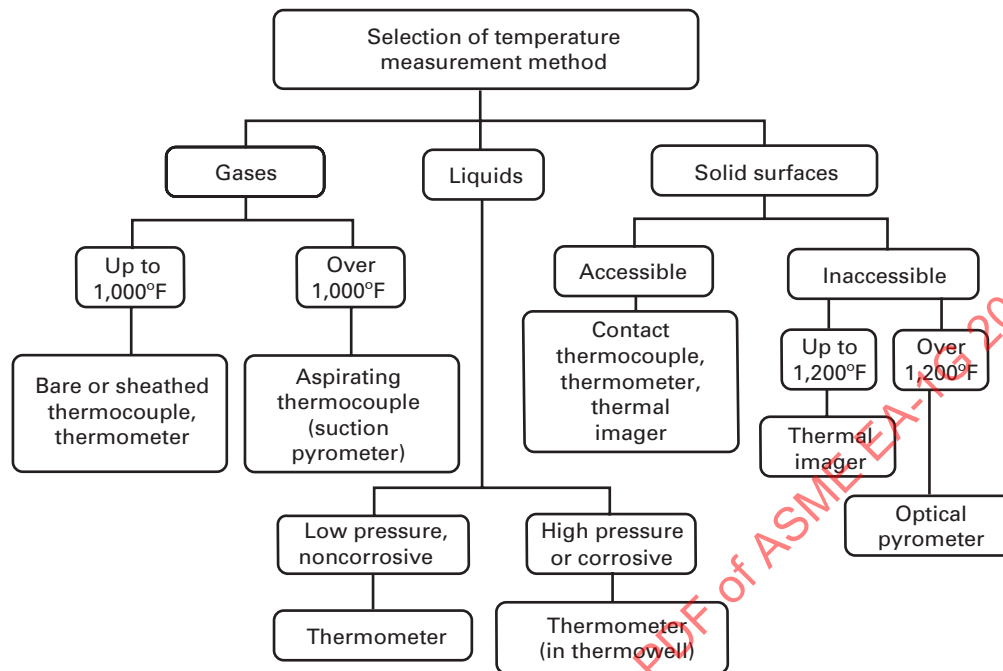 Selection of temperature
measurement method
Gases
Liquids
Solid surfaces
Up to
1,000°F
Over
1,000°F
Accessible
Inaccessible
Bare or sheathed
thermocouple,
thermometer
Aspirating
thermocouple
(suction
pyrometer)
Contact
thermocouple,
thermometer,
thermal
imager
Up to
1,200°F
Over
1,200°F
Thermal
imager
Optical
pyrometer
Low pressure,
noncorrosive
High pressure
or corrosive
Thermometer
Thermometer
(in thermowell)
PDF of ASME EA-1G 20